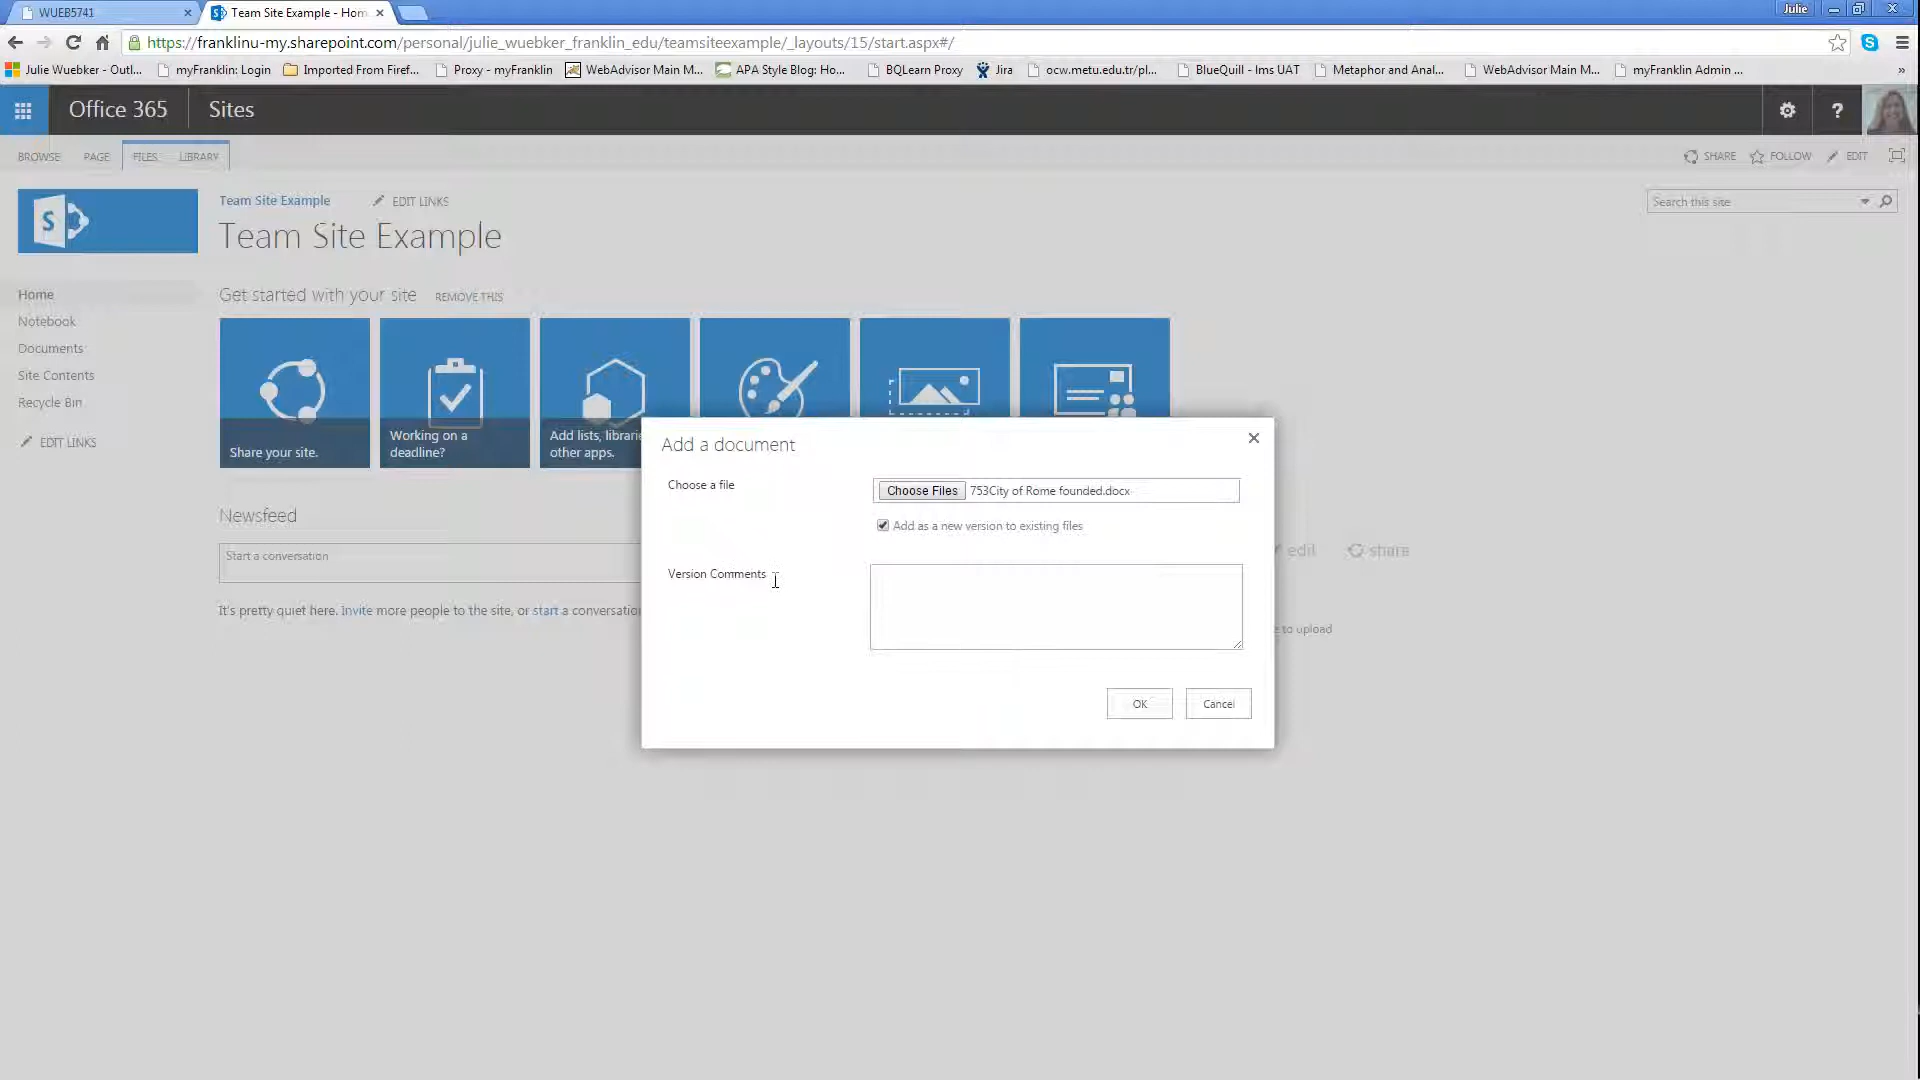 WUEB5741
Team Site Example - Hom
Julie
https://franklinu-my.sharepoint.com/personal/julie_wuebker_franklin_edu/teamsiteexample/_layouts/15/start.aspx#/
Julie Wuebker - Outl... myFranklin: Login Imported From Firef... Proxy - myFranklin WebAdvisor Main M... APA Style Blog: Ho... BQLearn Proxy Jira ocw.metu.edu.tr/pl... BlueQuill - Ims UAT Metaphor and Anal... WebAdvisor Main M... myFranklin Admin ... »
Office 365 Sites ?
BROWSE PAGE FILES LIBRARY SHARE FOLLOW EDIT
S
Team Site Example EDIT LINKS
Search this site
Team Site Example
Home
Notebook
Documents
Site Contents
Recycle Bin
EDIT LINKS
Get started with your site REMOVE THIS
Share your site.
Working on a
deadline?
Add lists, librarie
other apps.
Newsfeed
Start a conversation
It's pretty quiet here. Invite more people to the site, or start a conversatio
Add a document
Choose a file
Choose Files 753City of Rome founded.docx
Add as a new version to existing files
Version Comments
OK Cancel
edit share
e to upload